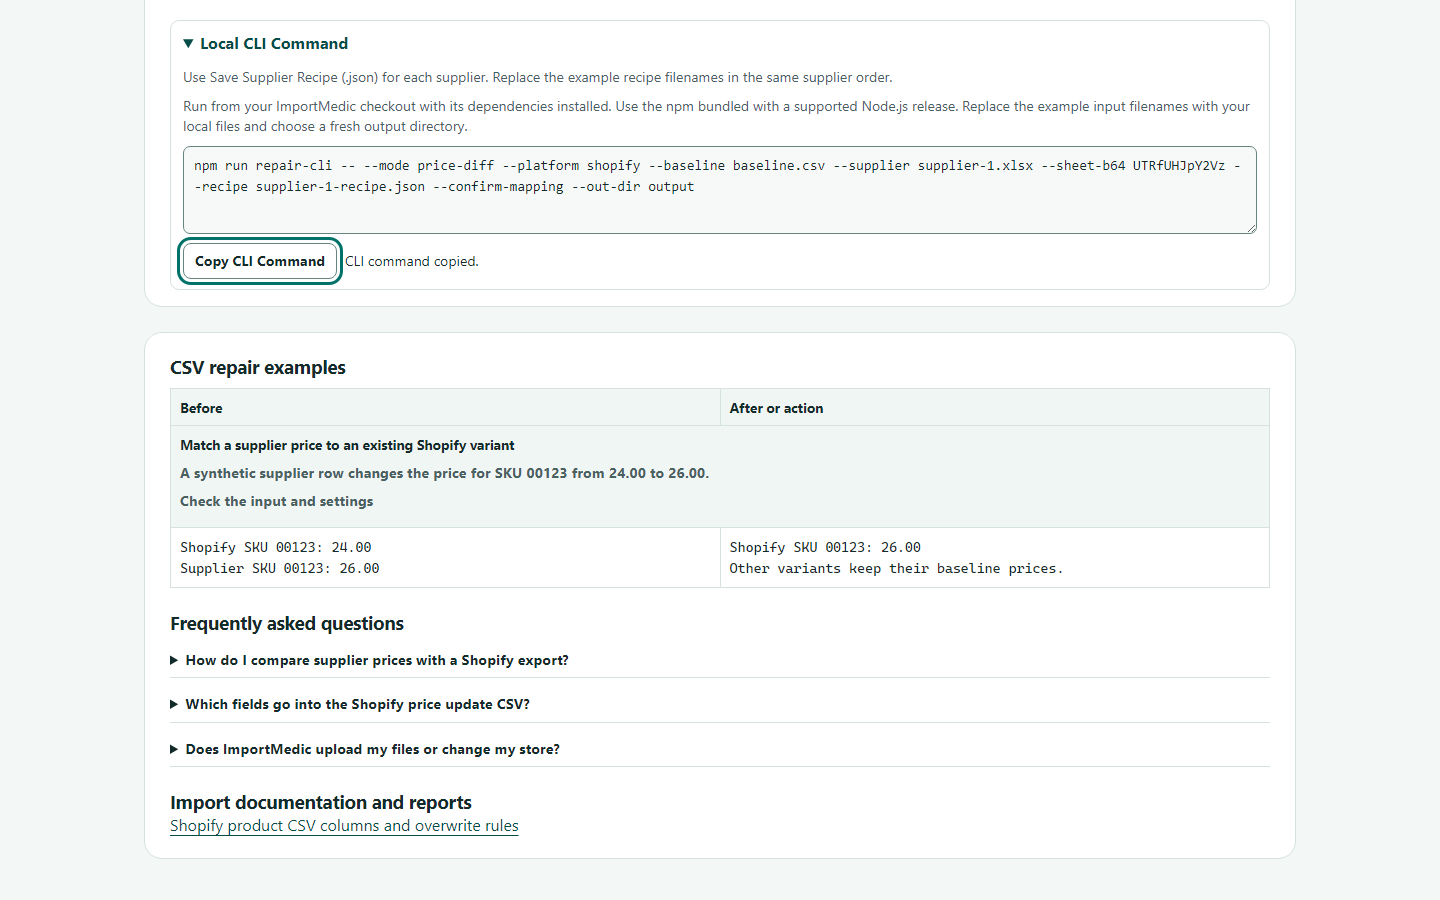 Local CLI Command
Use Save Supplier Recipe (.json) for each supplier. Replace the example recipe filenames in the same supplier order.
Run from your ImportMedic checkout with its dependencies installed. Use the npm bundled with a supported Node.js release. Replace the example input filenames with your
local files and choose a fresh output directory.
npm run repair-cli -- --mode price-diff --platform shopify --baseline baseline.csv --supplier supplier-1.xlsx --sheet-b64 UTRfUHJpY2Vz -
-recipe supplier-1-recipe.json --confirm-mapping --out-dir output
Copy CLI Command CLI command copied.
CSV repair examples
Before After or action
Match a supplier price to an existing Shopify variant
A synthetic supplier row changes the price for SKU 00123 from 24.00 to 26.00.
Check the input and settings
Shopify SKU 00123: 24.00 Shopify SKU 00123: 26.00
Supplier SKU 00123: 26.00 Other variants keep their baseline prices.
Frequently asked questions
How do I compare supplier prices with a Shopify export?
Which fields go into the Shopify price update CSV?
Does ImportMedic upload my files or change my store?
Import documentation and reports
Shopify product CSV columns and overwrite rules